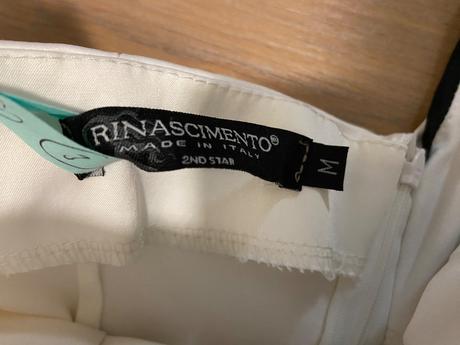 RINASCIMENTO®
MADE IN ITALY
2ND STAR
M